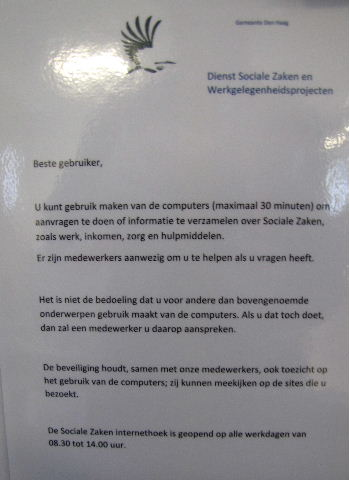 Gemeente Den Haag
Dienst Sociale Zaken en
Werkgelegenheidsprojecten
Beste gebruiker,
U kunt gebruik maken van de computers (maximaal 30 minuten) om
aanvragen te doen of informatie te verzamelen over Sociale Zaken,
zoals werk, inkomen, zorg en hulpmiddelen.
Er zijn medewerkers aanwezig om u te helpen als u vragen heeft.
Het is niet de bedoeling dat u voor andere dan bovengenoemde
onderwerpen gebruik maakt van de computers. Als u dat toch doet,
dan zal een medewerker u daarop aanspreken.
De beveiliging houdt, samen met onze medewerkers, ook toezicht op
het gebruik van de computers; zij kunnen meekijken op de sites die u
bezoekt.
De Sociale Zaken internethoek is geopend op alle werkdagen van
08.30 tot 14.00 uur.